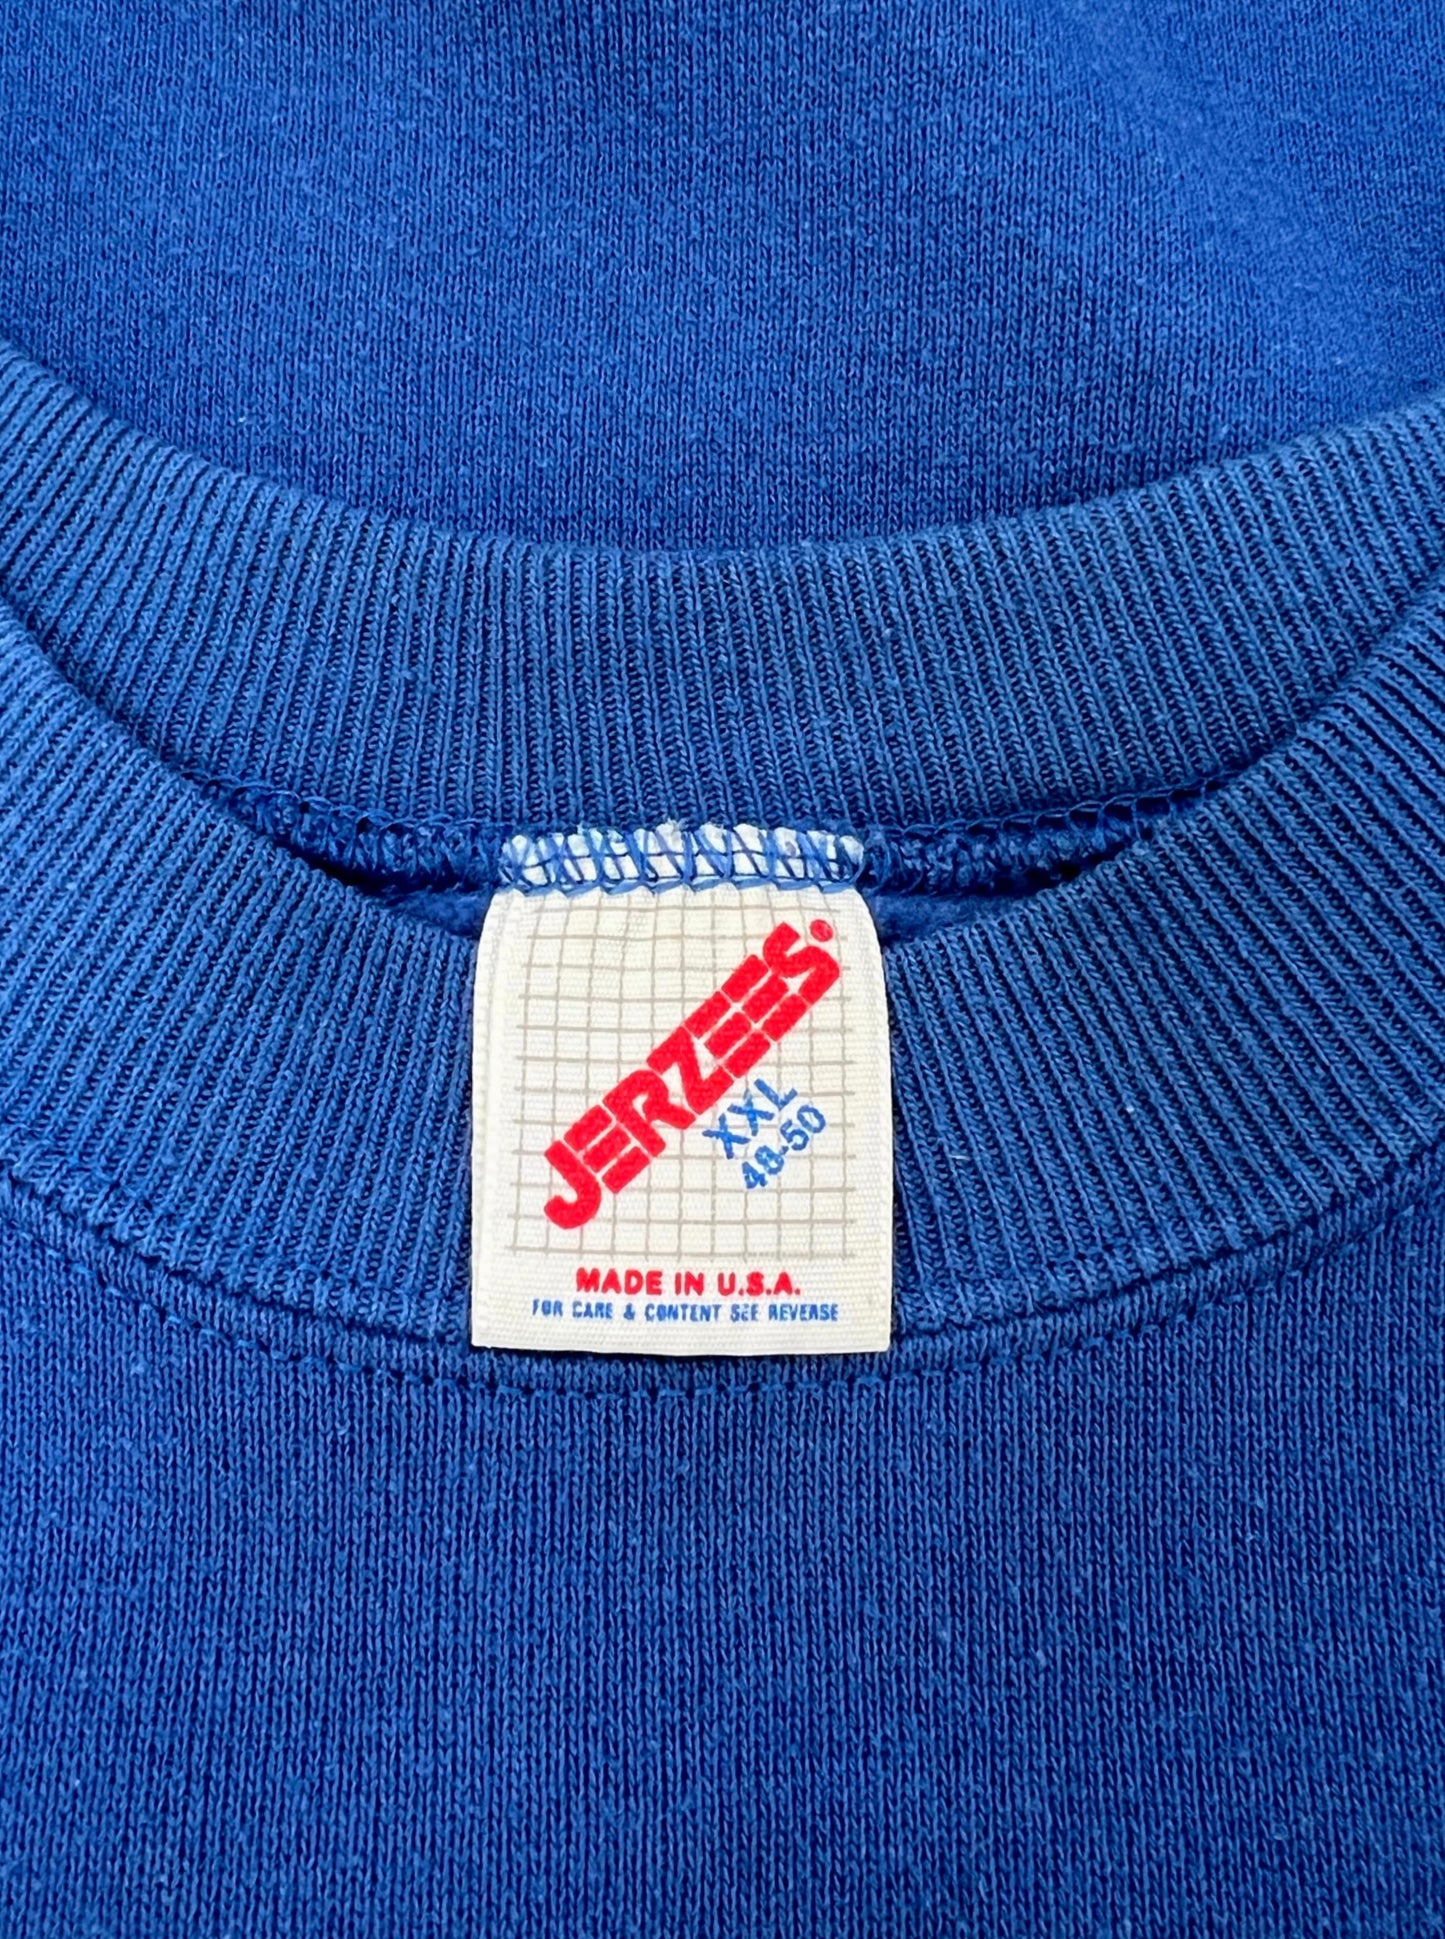 JERZEES®
XXL
48-50
MADE IN U.S.A.
FOR CARE & CONTENT SEE REVERSE